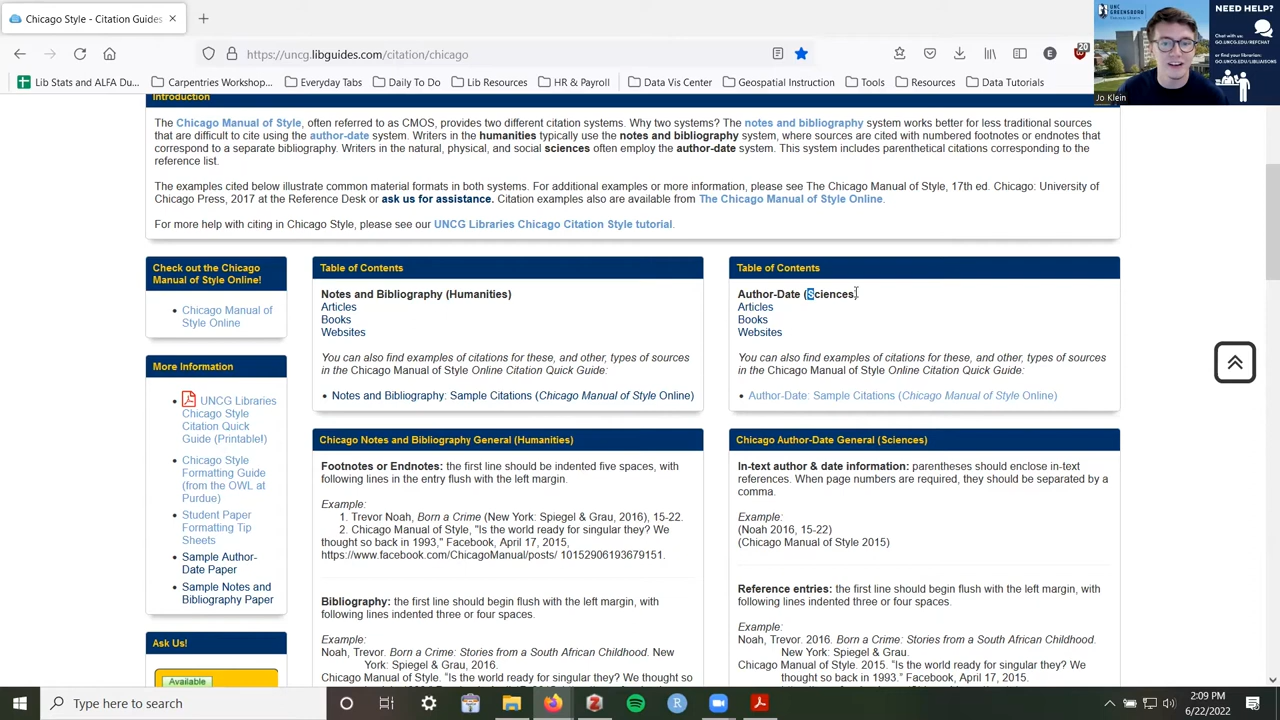 Chicago Style - Citation Guides
https://uncg.libguides.com/citation/chicago
E
20
Lib Stats and ALFA Du...
Carpentries Workshop...
Everyday Tabs
Daily To Do
Lib Resources
HR & Payroll
Data Vis Center
Geospatial Instruction
Tools
Resources
Data Tutorials
UNC GREENSBORO
University Libraries
NEED HELP?
Chat with us:
GO.UNCG.EDU/REFCHAT
or find your librarian:
GO.UNCG.EDU/LIBLIAISONS
Jo Klein
Introduction
The Chicago Manual of Style, often referred to as CMOS, provides two different citation systems. Why two systems? The notes and bibliography system works better for less traditional sources
that are difficult to cite using the author-date system. Writers in the humanities typically use the notes and bibliography system, where sources are cited with numbered footnotes or endnotes that
correspond to a separate bibliography. Writers in the natural, physical, and social sciences often employ the author-date system. This system includes parenthetical citations corresponding to the
reference list.
The examples cited below illustrate common material formats in both systems. For additional examples or more information, please see The Chicago Manual of Style, 17th ed. Chicago: University of
Chicago Press, 2017 at the Reference Desk or ask us for assistance. Citation examples also are available from The Chicago Manual of Style Online.
For more help with citing in Chicago Style, please see our UNCG Libraries Chicago Citation Style tutorial.
Check out the Chicago
Manual of Style Online!
• Chicago Manual of
Style Online
More Information
• UNCG Libraries
Chicago Style
Citation Quick
Guide (Printable!)
• Chicago Style
Formatting Guide
(from the OWL at
Purdue)
• Student Paper
Formatting Tip
Sheets
• Sample Author-
Date Paper
• Sample Notes and
Bibliography Paper
Ask Us!
Available
Table of Contents
Notes and Bibliography (Humanities)
Articles
Books
Websites
You can also find examples of citations for these, and other, types of sources
in the Chicago Manual of Style Online Citation Quick Guide:
• Notes and Bibliography: Sample Citations (Chicago Manual of Style Online)
Chicago Notes and Bibliography General (Humanities)
Footnotes or Endnotes: the first line should be indented five spaces, with
following lines in the entry flush with the left margin.
Example:
1. Trevor Noah, Born a Crime (New York: Spiegel & Grau, 2016), 15-22.
2. Chicago Manual of Style, "Is the world ready for singular they? We
thought so back in 1993," Facebook, April 17, 2015,
https://www.facebook.com/ChicagoManual/posts/ 10152906193679151.
Bibliography: the first line should begin flush with the left margin, with
following lines indented three or four spaces.
Example:
Noah, Trevor. Born a Crime: Stories from a South African Childhood. New
York: Spiegel & Grau, 2016.
Chicago Manual of Style. "Is the world ready for singular they? We thought so
Table of Contents
Author-Date (Sciences)
Articles
Books
Websites
You can also find examples of citations for these, and other, types of sources
in the Chicago Manual of Style Online Citation Quick Guide:
• Author-Date: Sample Citations (Chicago Manual of Style Online)
Chicago Author-Date General (Sciences)
In-text author & date information: parentheses should enclose in-text
references. When page numbers are required, they should be separated by a
comma.
Example:
(Noah 2016, 15-22)
(Chicago Manual of Style 2015)
Reference entries: the first line should begin flush with the left margin, with
following lines indented three or four spaces.
Example:
Noah, Trevor. 2016. Born a Crime: Stories from a South African Childhood.
New York: Spiegel & Grau.
Chicago Manual of Style. 2015. "Is the world ready for singular they? We
thought so back in 1993." Facebook, April 17, 2015.
Type here to search
R
2:09 PM
6/22/2022